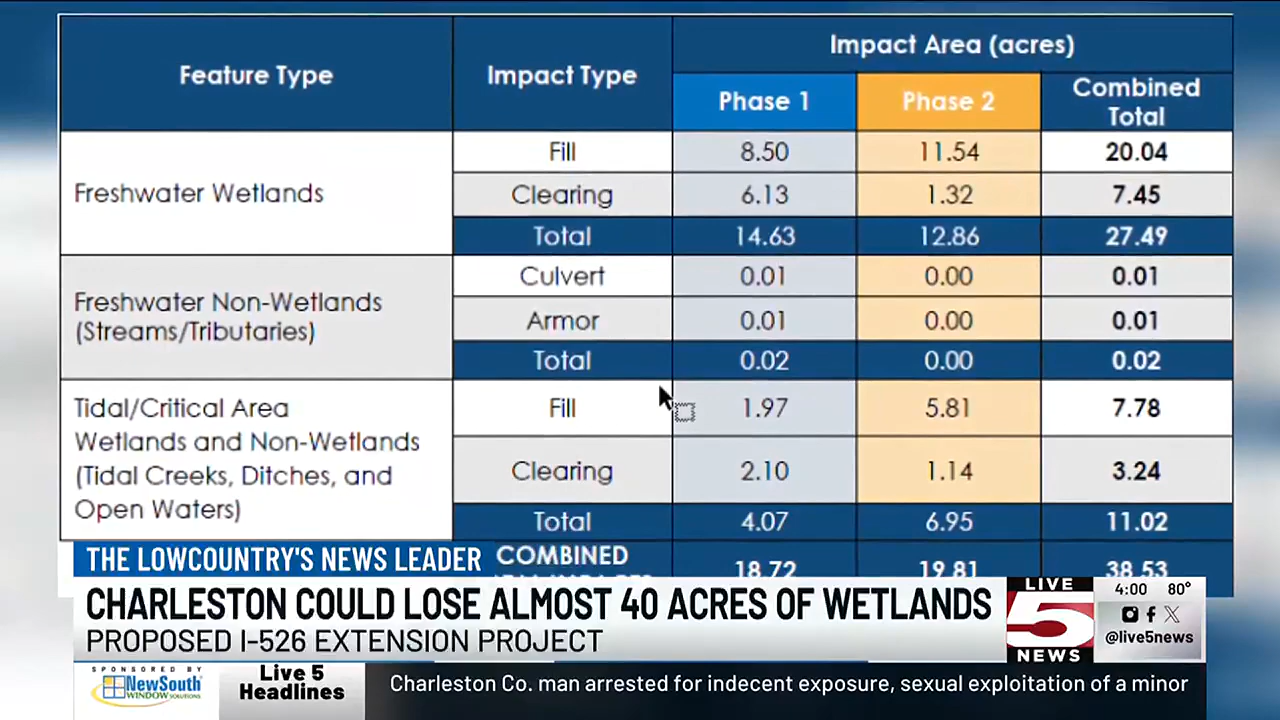 Feature Type
Impact Type
Impact Area (acres)
Phase 1
Phase 2
Combined
Total
Freshwater Wetlands
Fill 8.50 11.54 20.04
Clearing 6.13 1.32 7.45
Total 14.63 12.86 27.49
Freshwater Non-Wetlands
(Streams/Tributaries)
Culvert 0.01 0.00 0.01
Armor 0.01 0.00 0.01
Total 0.02 0.00 0.02
Tidal/Critical Area
Wetlands and Non-Wetlands
(Tidal Creeks, Ditches, and
Open Waters)
Fill 1.97 5.81 7.78
Clearing 2.10 1.14 3.24
Total 4.07 6.95 11.02
COMBINED
18.72 19.81 38.53
THE LOWCOUNTRY'S NEWS LEADER
CHARLESTON COULD LOSE ALMOST 40 ACRES OF WETLANDS
PROPOSED I-526 EXTENSION PROJECT
LIVE
5
NEWS
4:00 80°
@live5news
SPONSORED BY
NewSouth
WINDOW SOLUTIONS
Live 5
Headlines
Charleston Co. man arrested for indecent exposure, sexual exploitation of a minor